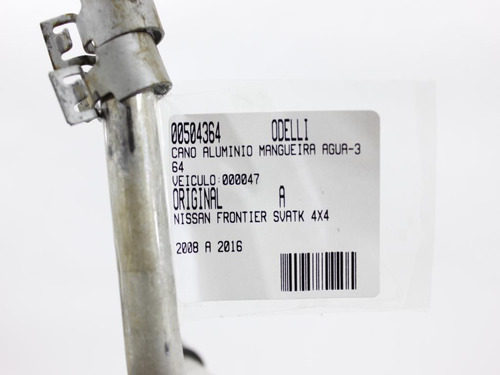 00504364 ODELLI
CANO ALUMINIO MANGUEIRA AGUA-3
64
VEICULO:000047
ORIGINAL A
NISSAN FRONTIER SVATK 4X4
2008 A 2016